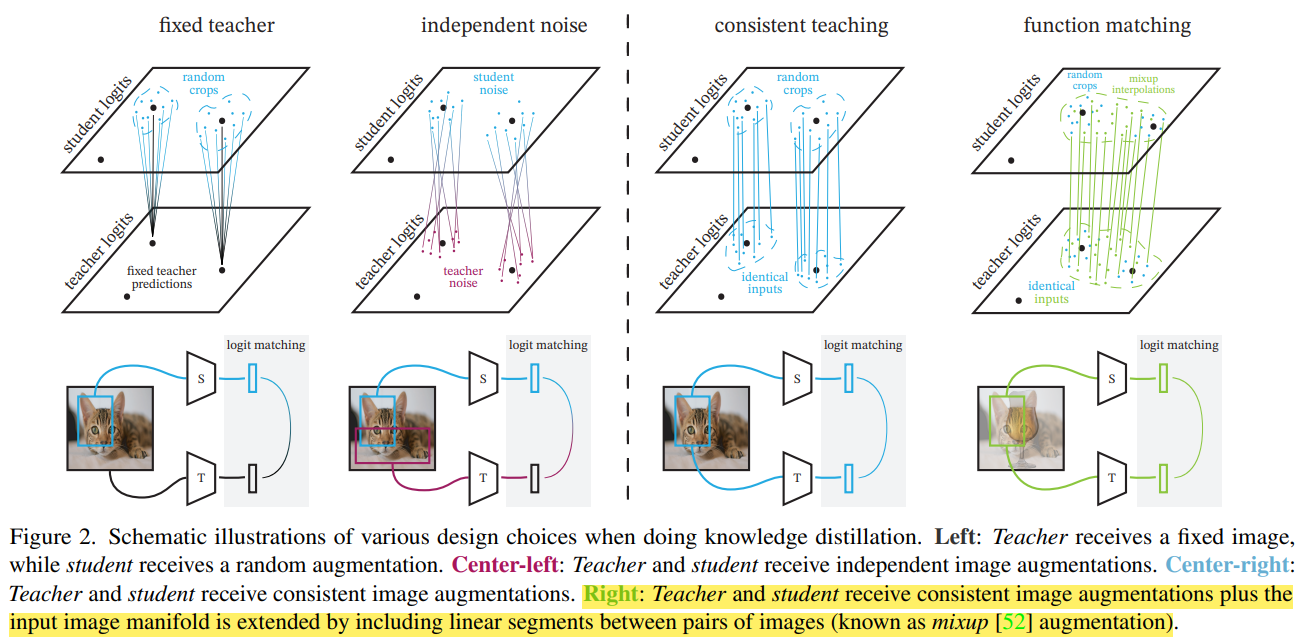 fixed teacher
independent noise
consistent teaching
function matching
student logits
random
crops
student logits
student
noise
student logits
random
crops
student logits
random
crops
mixup
interpolations
teacher logits
fixed teacher
predictions
teacher logits
teacher
noise
teacher logits
identical
inputs
teacher logits
identical
inputs
logit matching
S
T
logit matching
S
T
logit matching
S
T
logit matching
S
T
Figure 2. Schematic illustrations of various design choices when doing knowledge distillation. Left: Teacher receives a fixed image,
while student receives a random augmentation. Center-left: Teacher and student receive independent image augmentations. Center-right:
Teacher and student receive consistent image augmentations. Right: Teacher and student receive consistent image augmentations plus the
input image manifold is extended by including linear segments between pairs of images (known as mixup [52] augmentation).